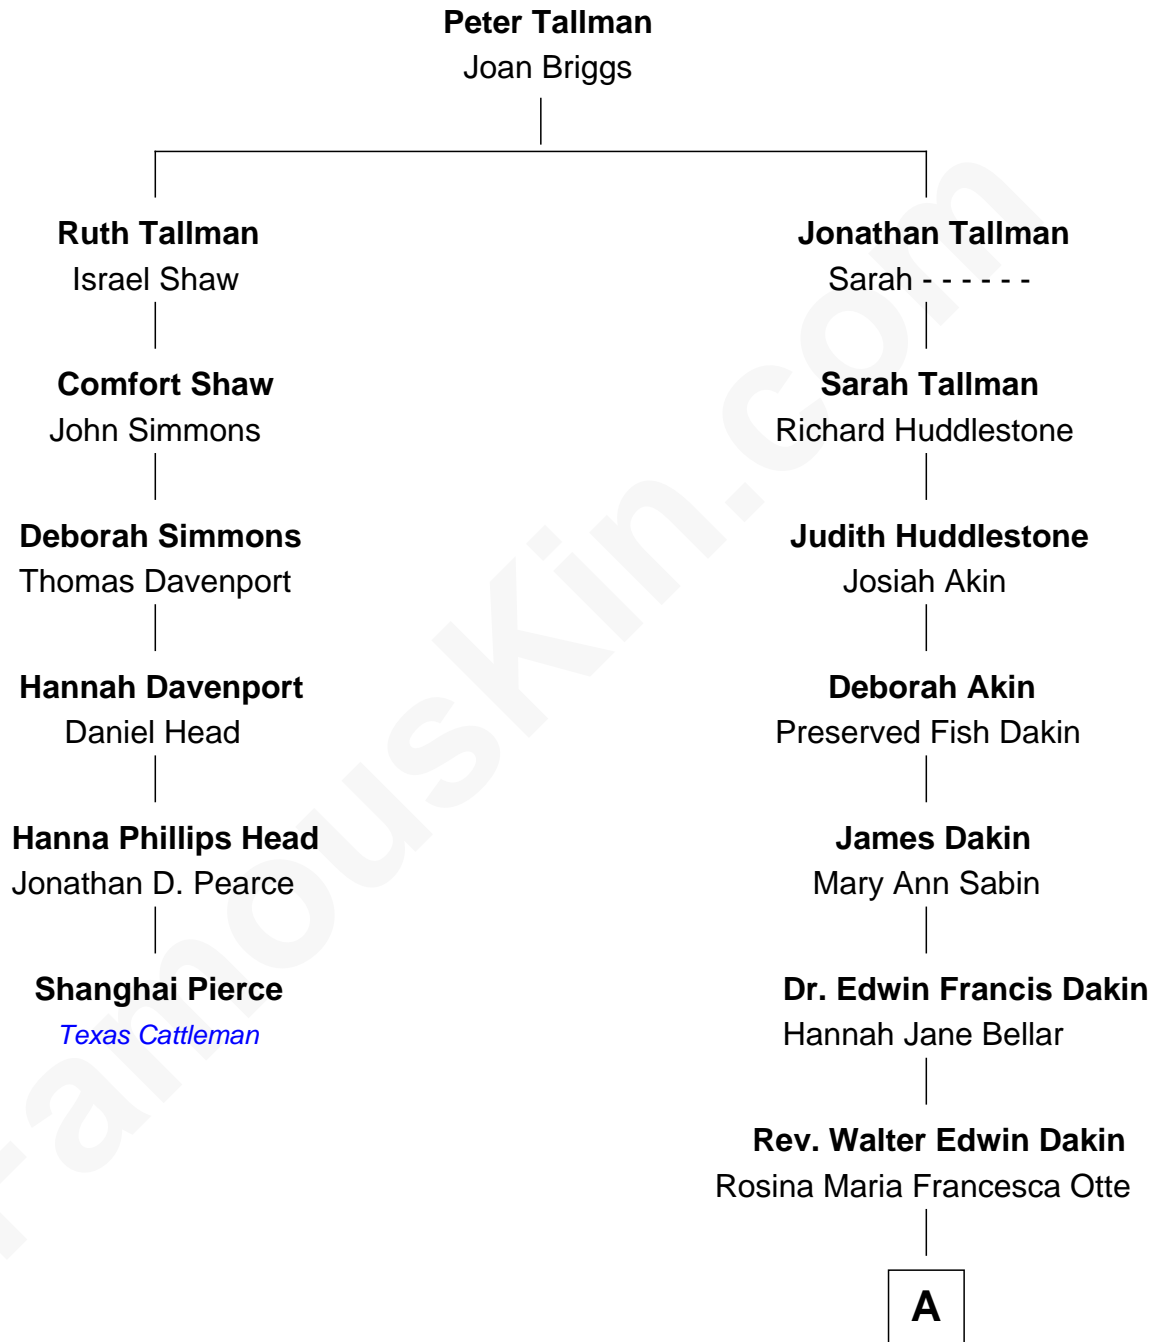 Peter Tallman
Joan Briggs
Ruth Tallman
Israel Shaw
Comfort Shaw
John Simmons
Deborah Simmons
Thomas Davenport
Hannah Davenport
Daniel Head
Hanna Phillips Head
Jonathan D. Pearce
Shanghai Pierce
Texas Cattleman
Jonathan Tallman
Sarah - - - - - -
Sarah Tallman
Richard Huddlestone
Judith Huddlestone
Josiah Akin
Deborah Akin
Preserved Fish Dakin
James Dakin
Mary Ann Sabin
Dr. Edwin Francis Dakin
Hannah Jane Bellar
Rev. Walter Edwin Dakin
Rosina Maria Francesca Otte
A
FamousKin.com